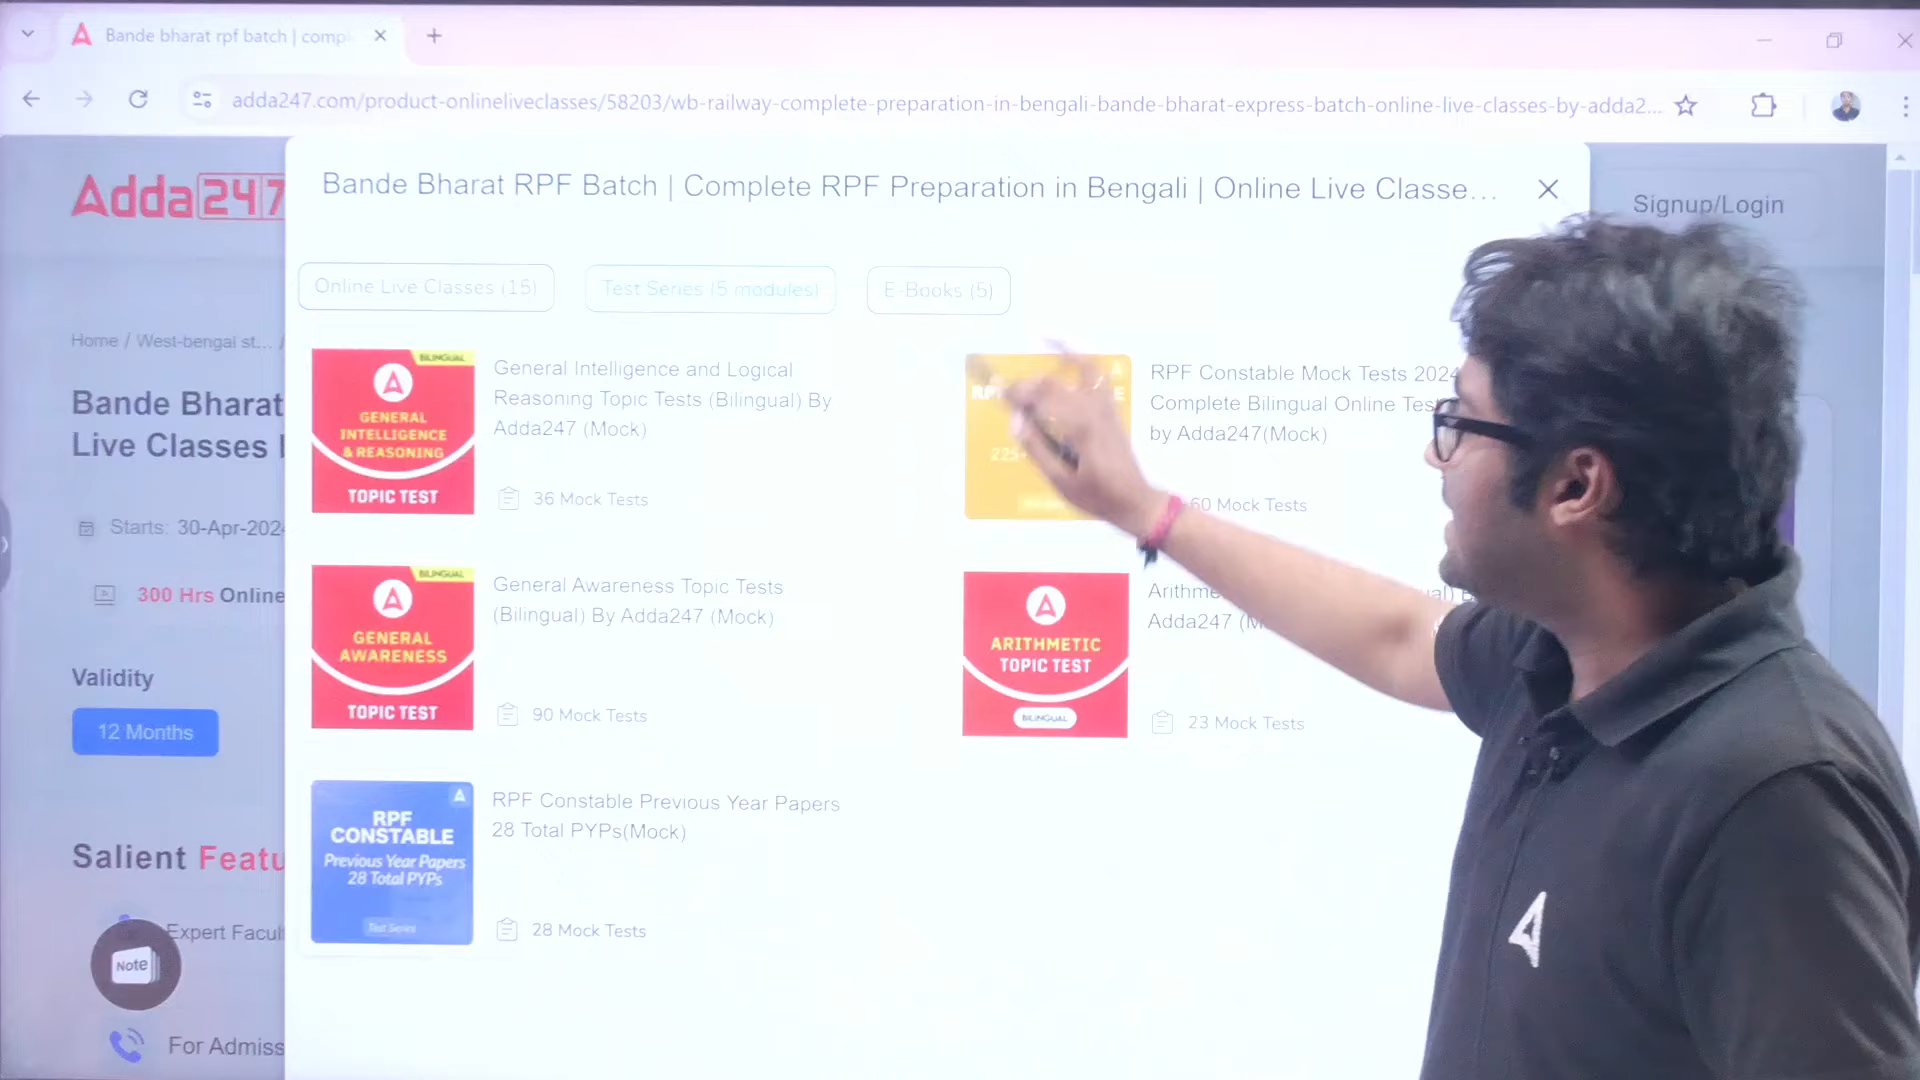 Bande bharat rpf batch | comp
adda247.com/product-onlineliveclasses/58203/wb-railway-complete-preparation-in-bengali-bande-bharat-express-batch-online-live-classes-by-adda2...
Adda247
Signup/Login
Bande Bharat RPF Batch | Complete RPF Preparation in Bengali | Online Live Classe...
Online Live Classes (15)
Test Series (5 modules)
E-Books (5)
Home / West-bengal st... /
Bande Bharat
Live Classes
Starts: 30-Apr-202
300 Hrs Online
Validity
12 Months
Salient Featu
Expert Facul
Note
For Admiss
BILINGUAL
GENERAL
INTELLIGENCE
& REASONING
TOPIC TEST
General Intelligence and Logical
Reasoning Topic Tests (Bilingual) By
Adda247 (Mock)
36 Mock Tests
225+
RPF Constable Mock Tests 2024
Complete Bilingual Online Tes
by Adda247(Mock)
60 Mock Tests
BILINGUAL
GENERAL
AWARENESS
TOPIC TEST
General Awareness Topic Tests
(Bilingual) By Adda247 (Mock)
90 Mock Tests
ARITHMETIC
TOPIC TEST
BILINGUAL
Arithme
Adda247 (M
23 Mock Tests
RPF
CONSTABLE
Previous Year Papers
28 Total PYPs
Test Series
RPF Constable Previous Year Papers
28 Total PYPs(Mock)
28 Mock Tests